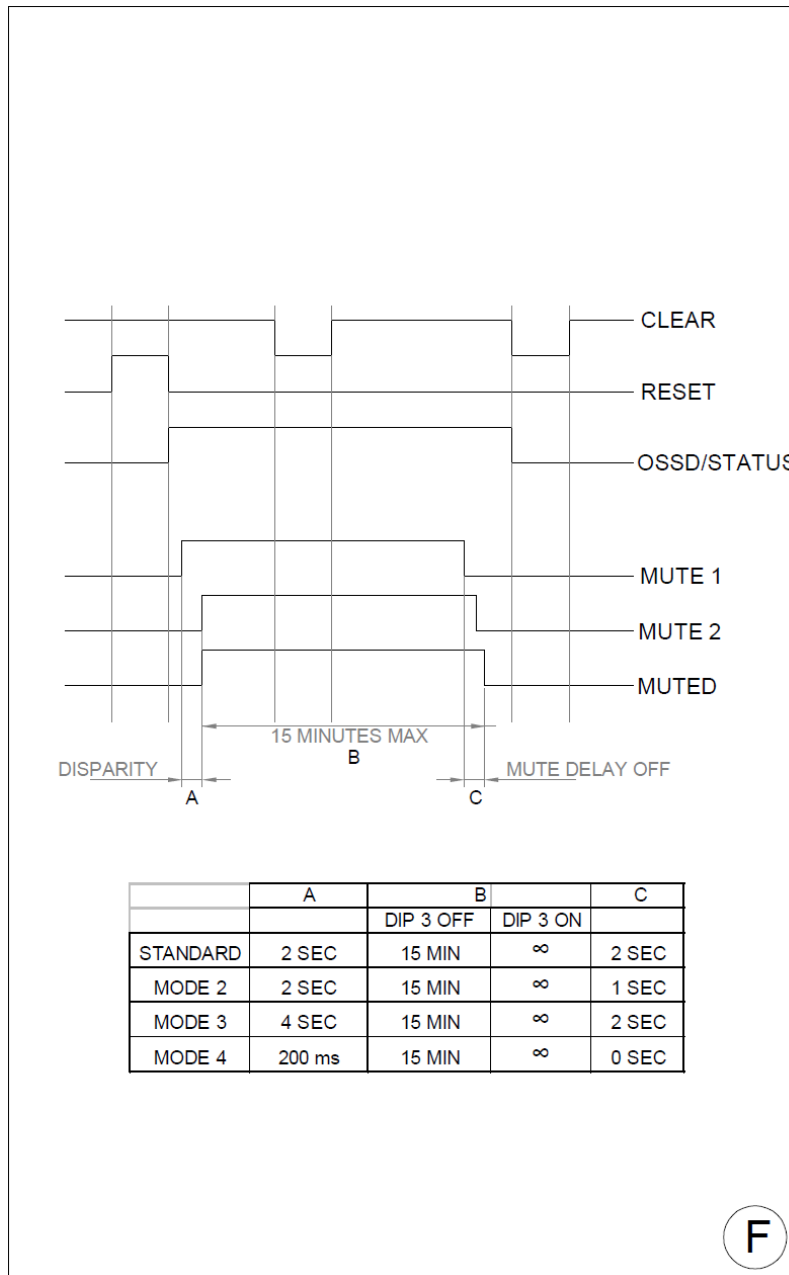 CLEAR
RESET
OSSD/STATUS
MUTE 1
MUTE 2
MUTED
15 MINUTES MAX
B
DISPARITY
MUTE DELAY OFF
A
C
A B C
DIP 3 OFF DIP 3 ON
STANDARD 2 SEC 15 MIN ∞ 2 SEC
MODE 2 2 SEC 15 MIN ∞ 1 SEC
MODE 3 4 SEC 15 MIN ∞ 2 SEC
MODE 4 200 ms 15 MIN ∞ 0 SEC
F